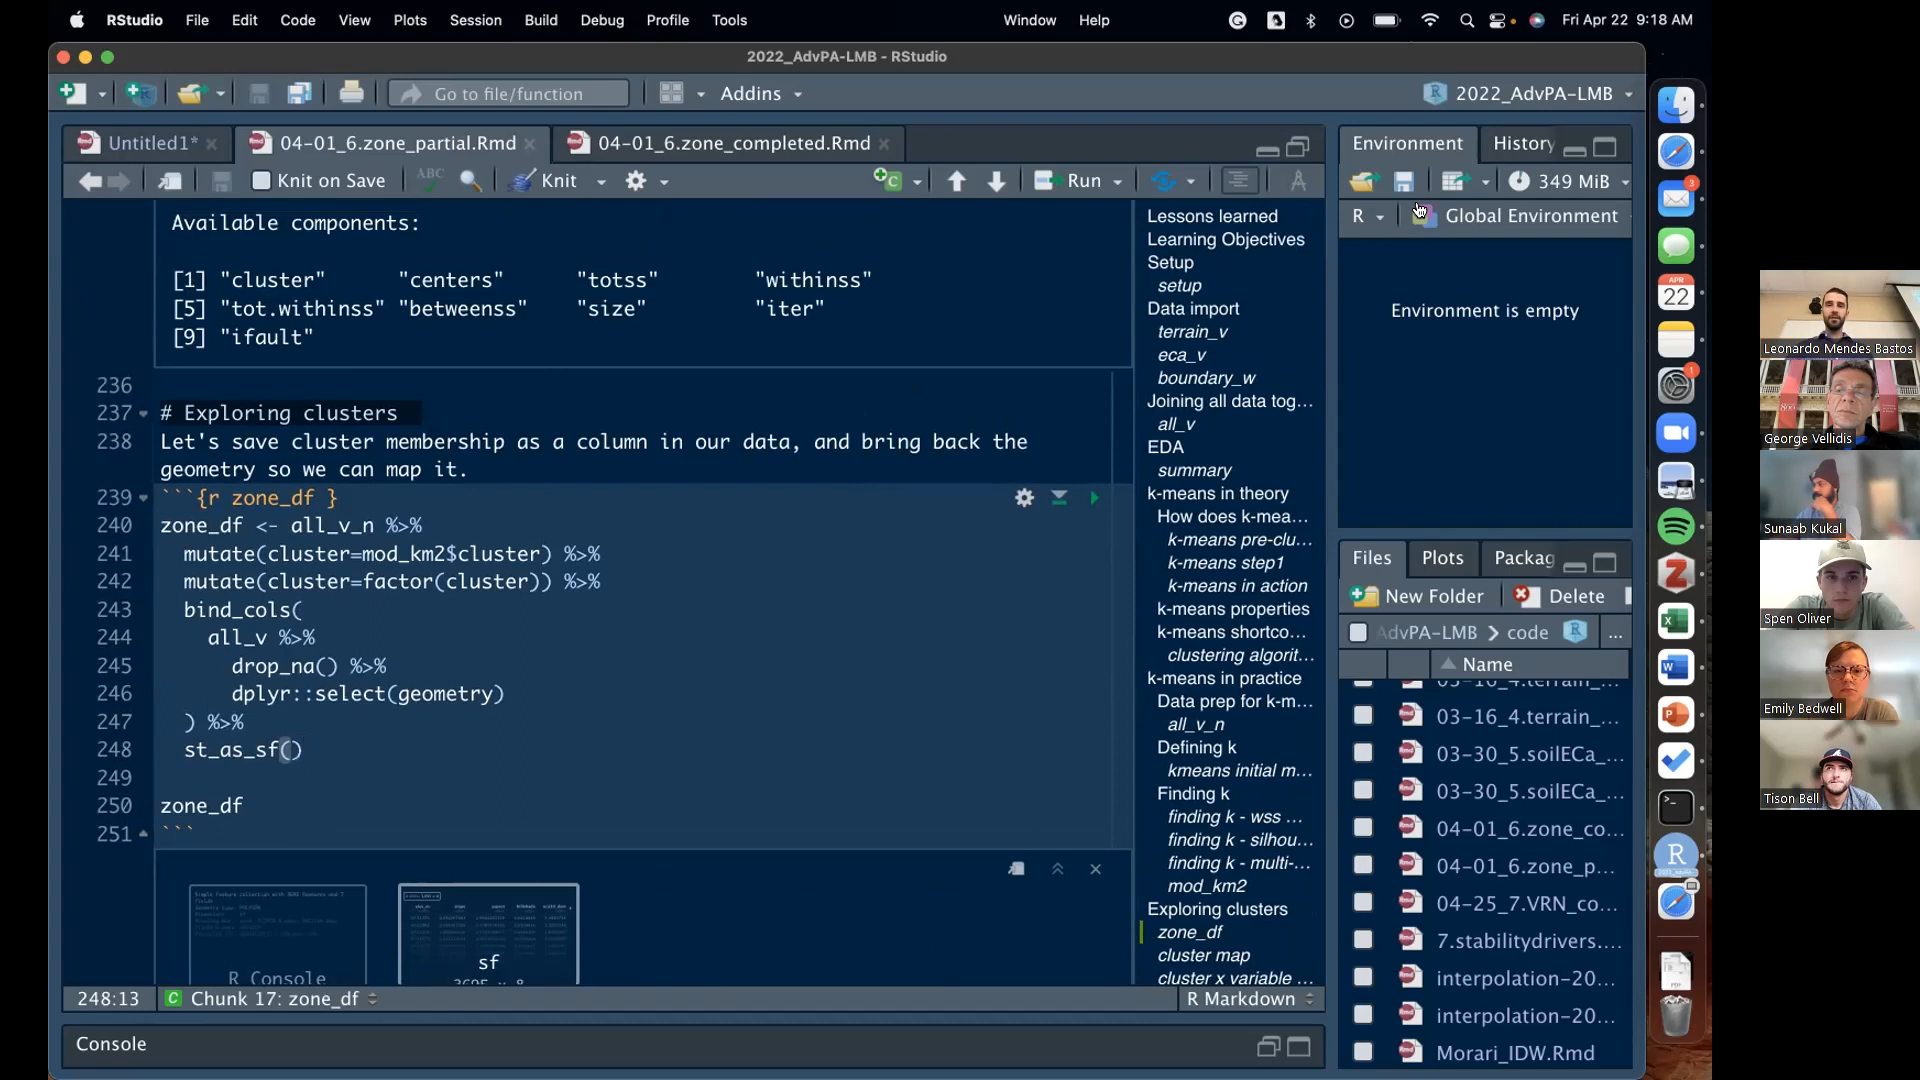 RStudio File Edit Code View Plots Session Build Debug Profile Tools Window Help Fri Apr 22 9:18 AM
2022_AdvPA-LMB - RStudio
Go to file/function Addins 2022_AdvPA-LMB
Untitled1* 04-01_6.zone_partial.Rmd 04-01_6.zone_completed.Rmd
Knit on Save ABC Knit Run
Available components:
[1] "cluster" "centers" "totss" "withinss"
[5] "tot.withinss" "betweenss" "size" "iter"
[9] "ifault"
236
237 # Exploring clusters
238 Let's save cluster membership as a column in our data, and bring back the
geometry so we can map it.
239 ```{r zone_df }
240 zone_df <- all_v_n %>%
241 mutate(cluster=mod_km2$cluster) %>%
242 mutate(cluster=factor(cluster)) %>%
243 bind_cols(
244 all_v %>%
245 drop_na() %>%
246 dplyr::select(geometry)
247 ) %>%
248 st_as_sf()
249
250 zone_df
251 ```
R Console
sf
3695 x 8
248:13 Chunk 17: zone_df R Markdown
Console
Lessons learned
Learning Objectives
Setup
setup
Data import
terrain_v
eca_v
boundary_w
Joining all data tog...
all_v
EDA
summary
k-means in theory
How does k-mea...
k-means pre-clu...
k-means step1
k-means in action
k-means properties
k-means shortco...
clustering algorit...
k-means in practice
Data prep for k-m...
all_v_n
Defining k
kmeans initial m...
Finding k
finding k - wss ...
finding k - silhou...
finding k - multi-...
mod_km2
Exploring clusters
zone_df
cluster map
cluster x variable ...
Environment History
349 MiB
R Global Environment
Environment is empty
Files Plots Packag
New Folder Delete
AdvPA-LMB code ...
Name
03-16_4.terrain_...
03-16_4.terrain_...
03-30_5.soilECa_...
03-30_5.soilECa_...
04-01_6.zone_co...
04-01_6.zone_p...
04-25_7.VRN_co...
7.stabilitydrivers....
interpolation-20...
interpolation-20...
Morari_IDW.Rmd
3
APR
22
1
Leonardo Mendes Bastos
George Vellidis
Sunaab Kukal
Spen Oliver
Emily Bedwell
Tison Bell